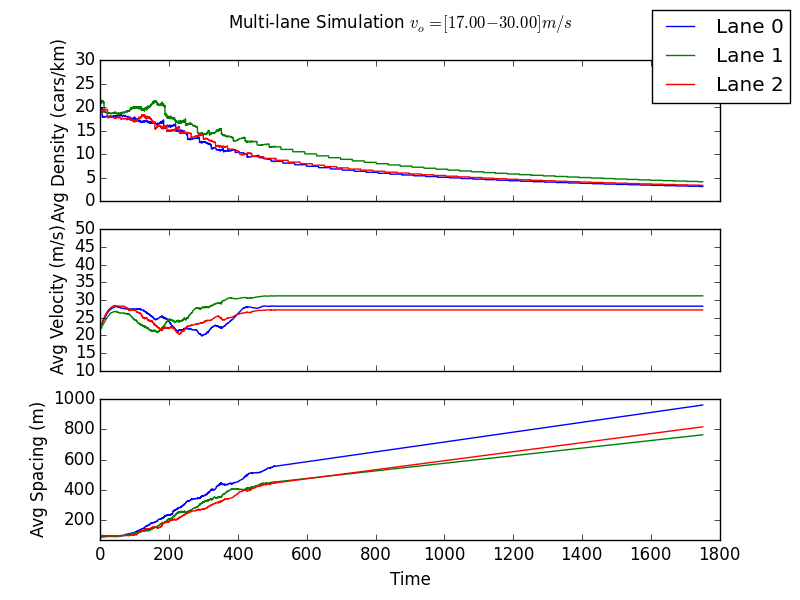 Multi-lane Simulation v_o = [17.00−30.00]m/s
Lane 0
Lane 1
Lane 2
Avg Density (cars/km)
30
25
20
15
10
5
0
Avg Velocity (m/s)
50
45
40
35
30
25
20
15
10
Avg Spacing (m)
1000
800
600
400
200
0 200 400 600 800 1000 1200 1400 1600 1800
Time